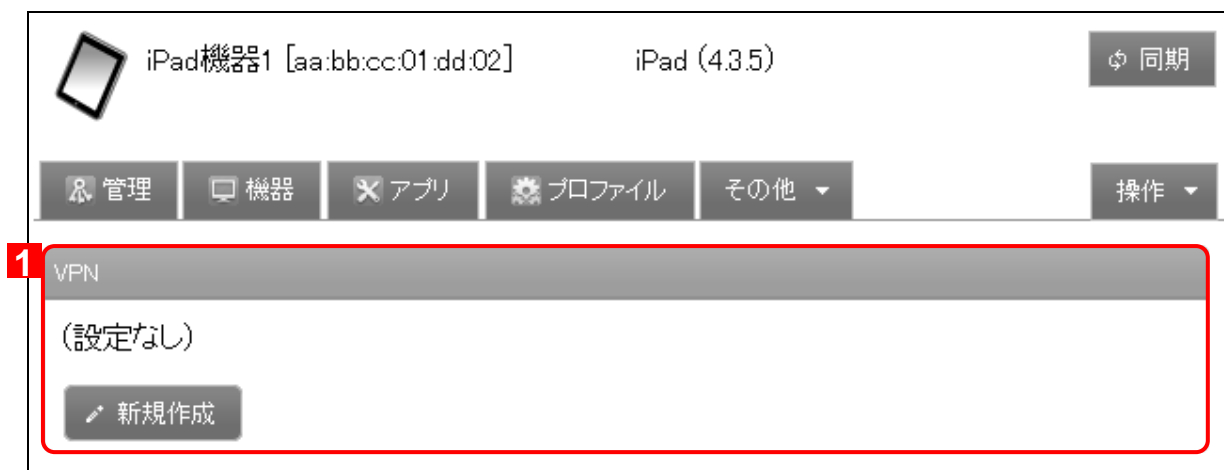 iPad機器1 [aa:bb:cc:01:dd:02] iPad (4.3.5) 同期
管理 機器 アプリ プロファイル その他 操作
1
VPN
(設定なし)
新規作成